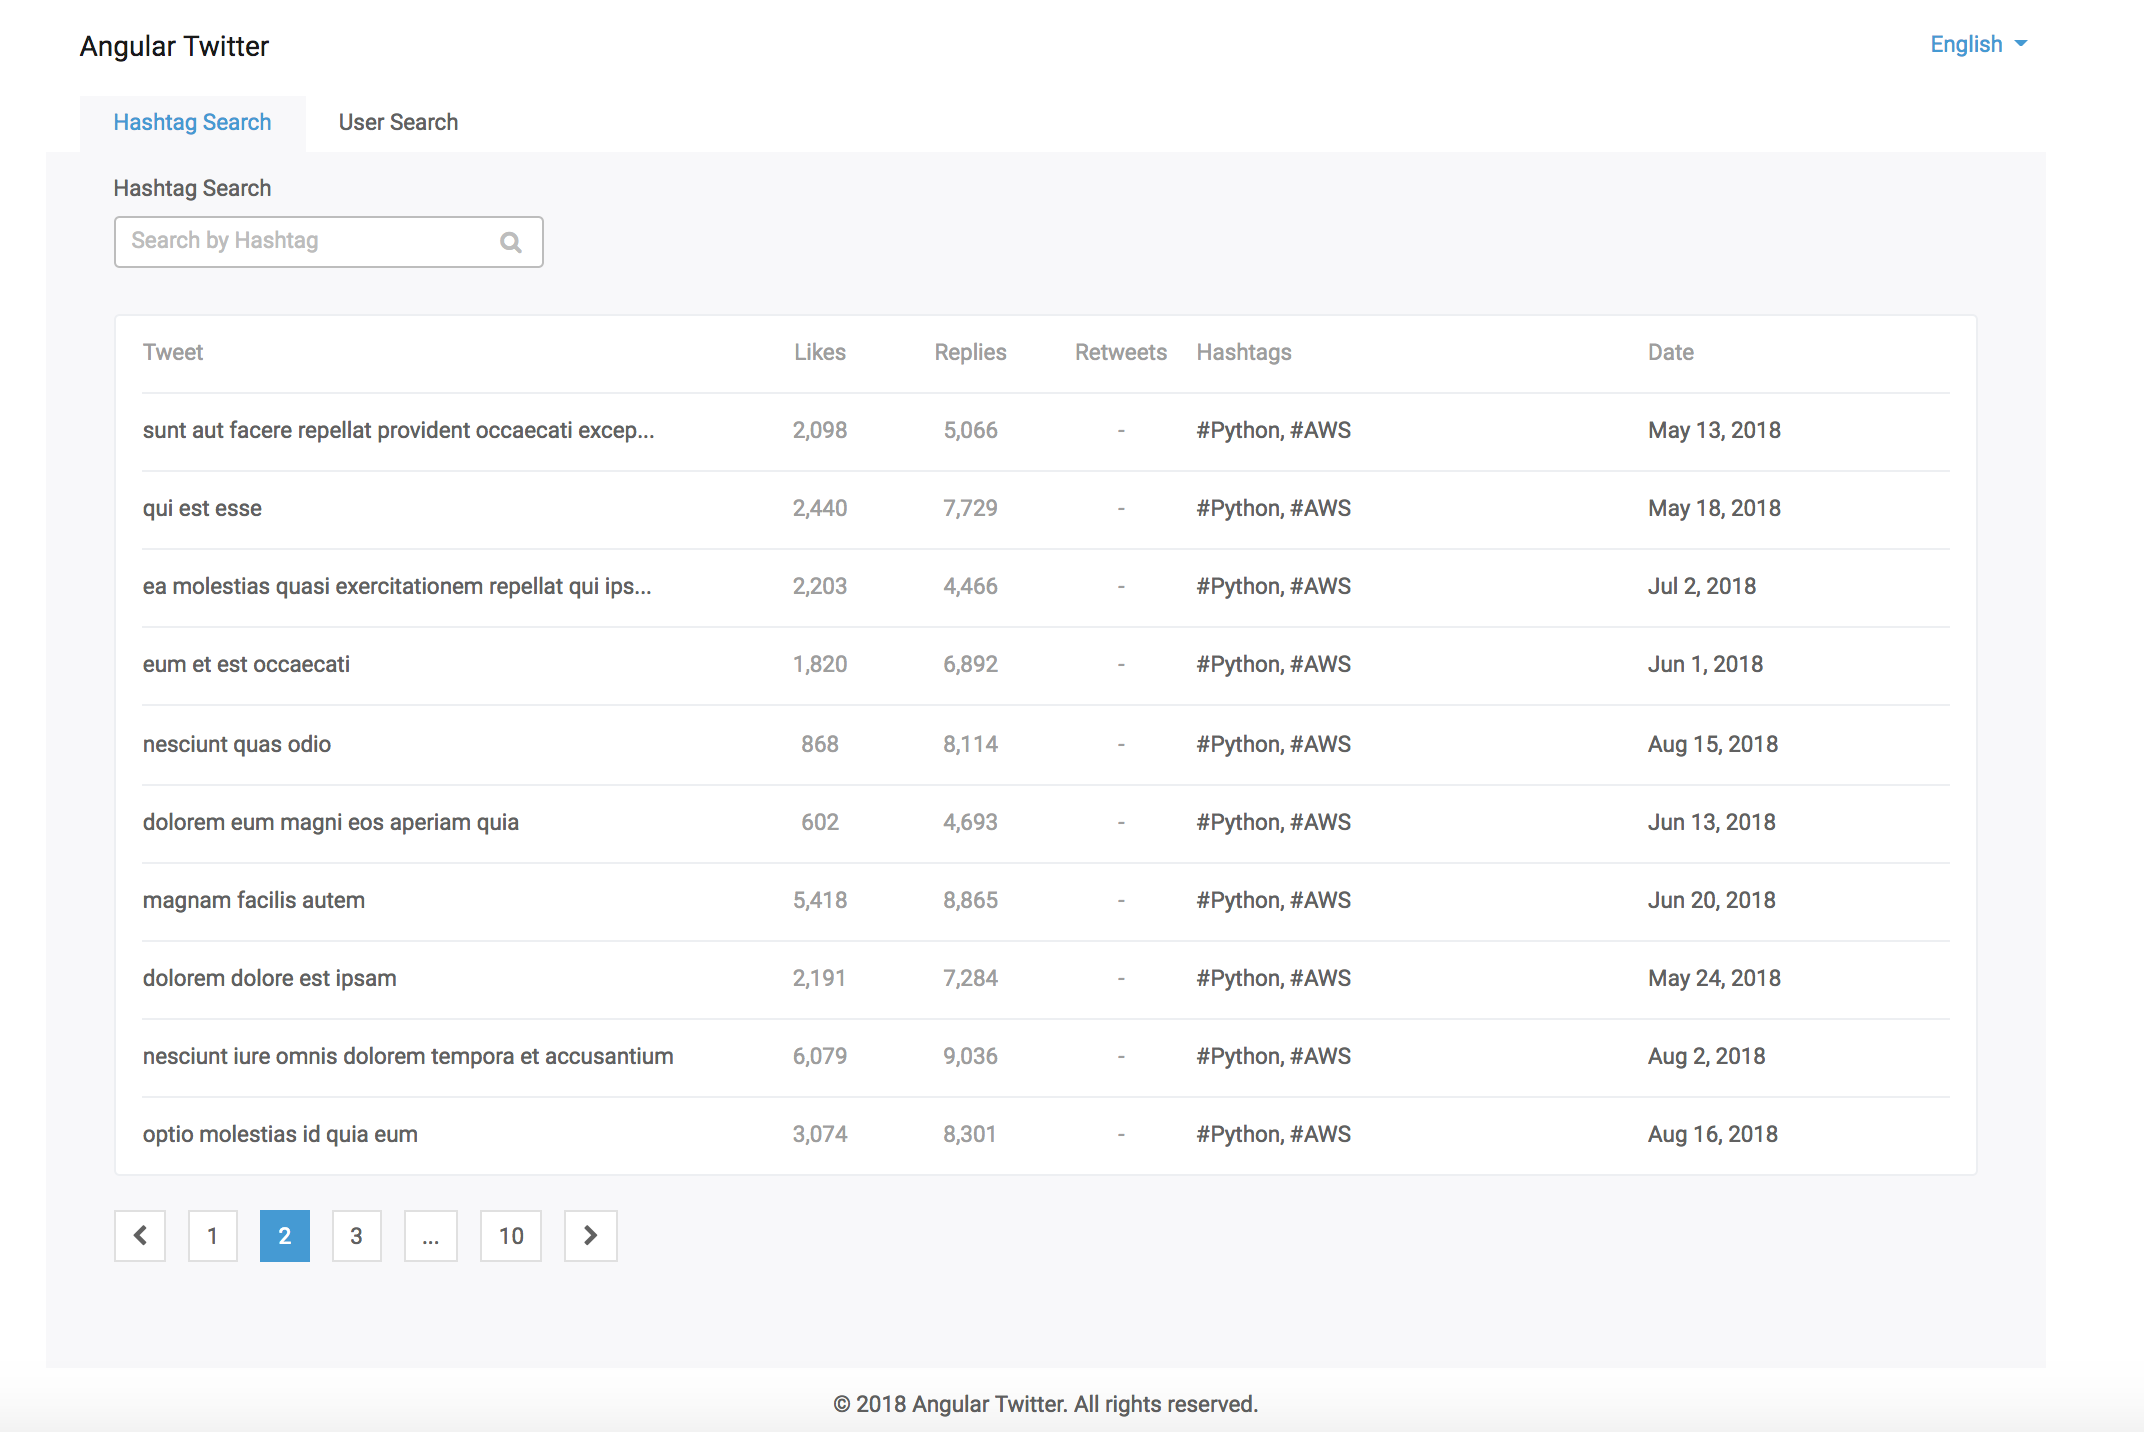 Angular Twitter English
Hashtag Search User Search
Hashtag Search
Search by Hashtag
Tweet Likes Replies Retweets Hashtags Date
sunt aut facere repellat provident occaecati excep... 2,098 5,066 - #Python, #AWS May 13, 2018
qui est esse 2,440 7,729 - #Python, #AWS May 18, 2018
ea molestias quasi exercitationem repellat qui ips... 2,203 4,466 - #Python, #AWS Jul 2, 2018
eum et est occaecati 1,820 6,892 - #Python, #AWS Jun 1, 2018
nesciunt quas odio 868 8,114 - #Python, #AWS Aug 15, 2018
dolorem eum magni eos aperiam quia 602 4,693 - #Python, #AWS Jun 13, 2018
magnam facilis autem 5,418 8,865 - #Python, #AWS Jun 20, 2018
dolorem dolore est ipsam 2,191 7,284 - #Python, #AWS May 24, 2018
nesciunt iure omnis dolorem tempora et accusantium 6,079 9,036 - #Python, #AWS Aug 2, 2018
optio molestias id quia eum 3,074 8,301 - #Python, #AWS Aug 16, 2018
1 2 3 ... 10
© 2018 Angular Twitter. All rights reserved.